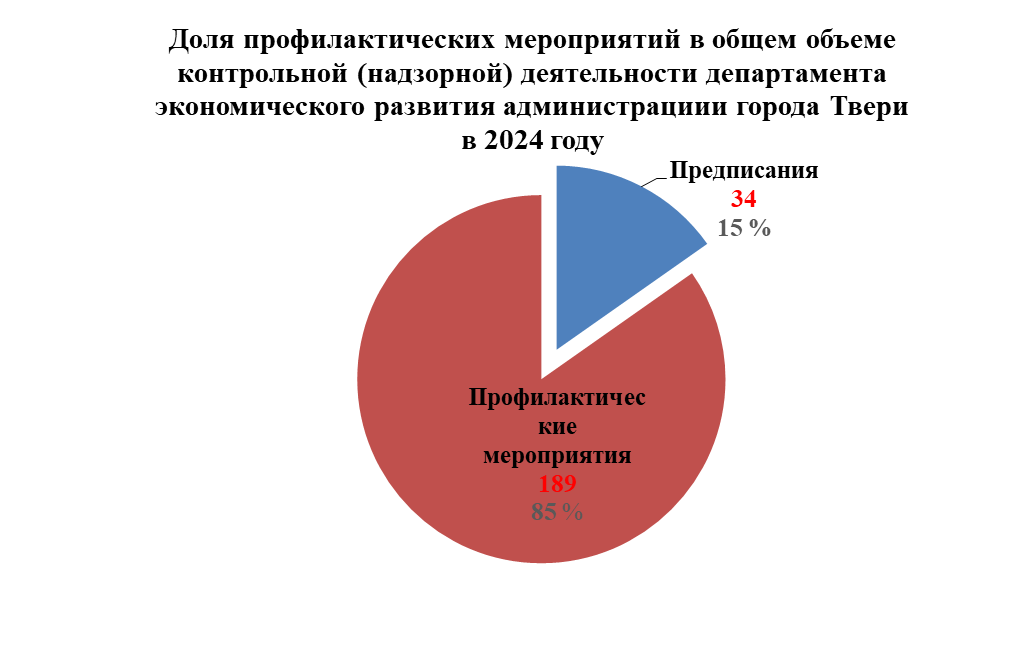 Доля профилактических мероприятий в общем объеме
контрольной (надзорной) деятельности департамента
экономического развития администрациии города Твери
в 2024 году
Предписания
34
15 %
Профилактичес
кие
мероприятия
189
85 %